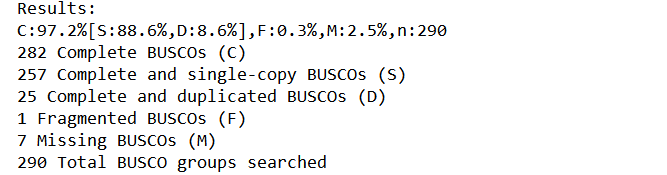 Results:
C:97.2%[S:88.6%,D:8.6%],F:0.3%,M:2.5%,n:290
282 Complete BUSCOs (C)
257 Complete and single-copy BUSCOs (S)
25 Complete and duplicated BUSCOs (D)
1 Fragmented BUSCOs (F)
7 Missing BUSCOs (M)
290 Total BUSCO groups searched